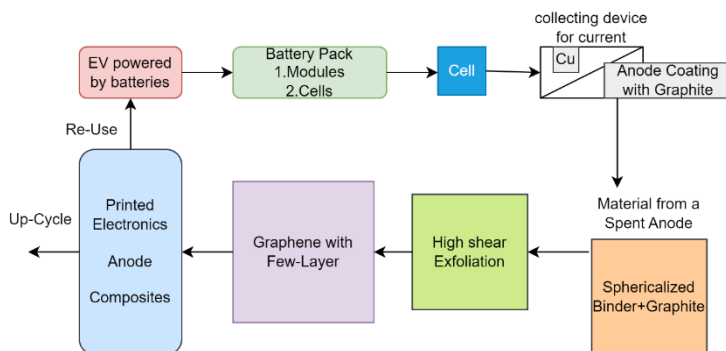 collecting device
for current
EV powered
by batteries
Battery Pack
1.Modules
2.Cells
Cell
Cu
Anode Coating
with Graphite
Re-Use
Material from a
Spent Anode
Sphericalized
Binder+Graphite
High shear
Exfoliation
Graphene with
Few-Layer
Printed
Electronics
Anode
Composites
Up-Cycle